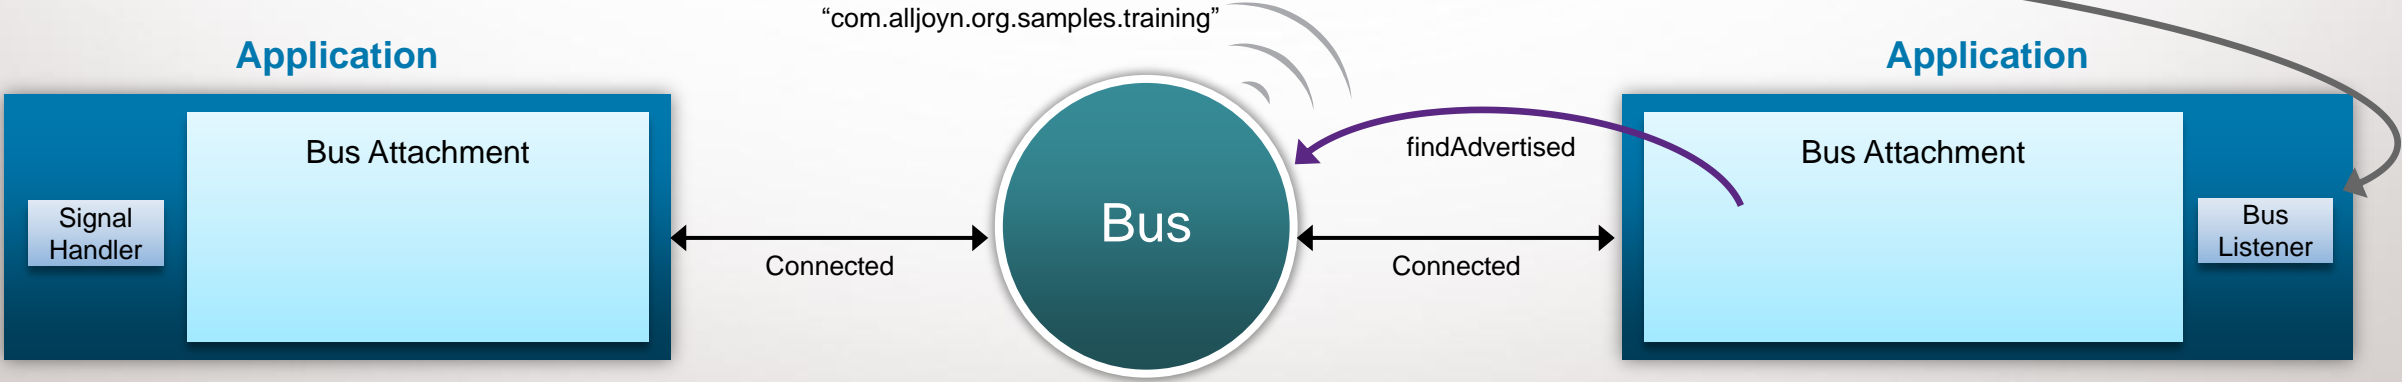 “com.alljoyn.org.samples.training”
Application
Application
Bus Attachment
findAdvertised
Bus Attachment
Signal
Handler
Bus
Bus
Listener
Connected
Connected